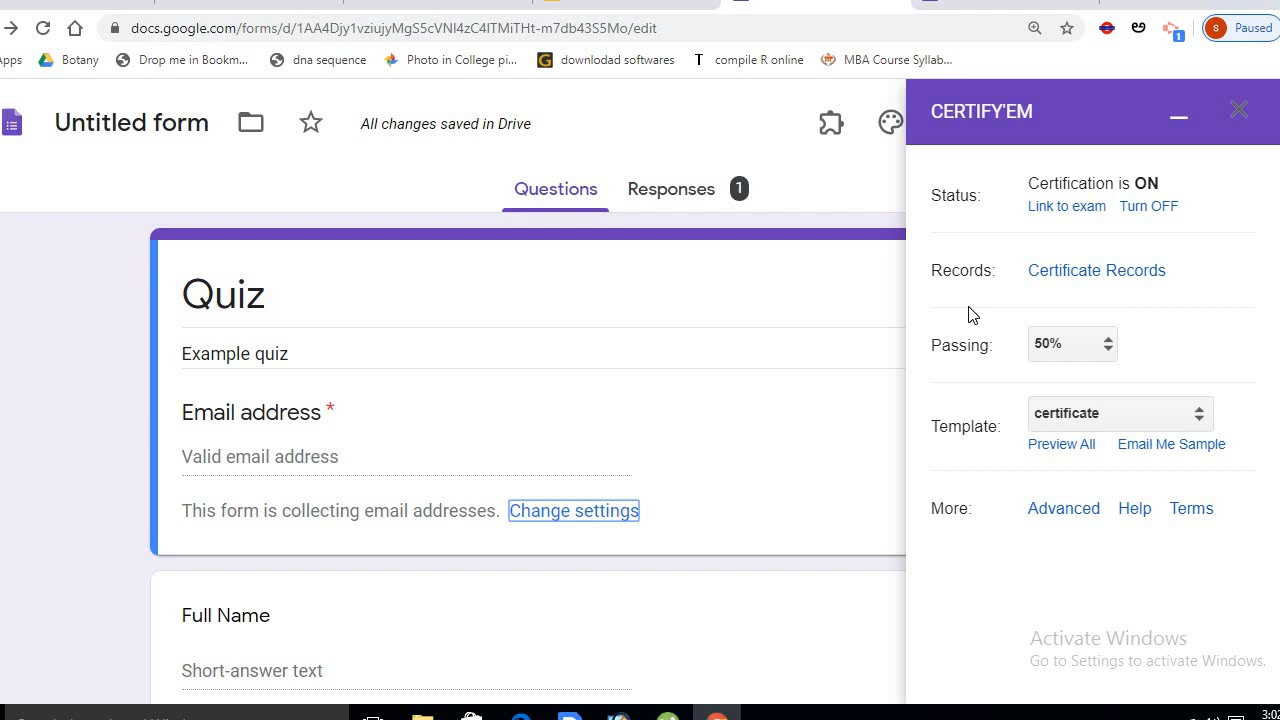 docs.google.com/forms/d/1AA4Djy1vziujyMqS5cVNl4zC4lTMiTHt-m7db43S5Mo/edit
1 s Paused
Apps Botany Drop me in Bookm... dna sequence Photo in College pi... G downlodad softwares T compile R online MBA Course Syllab...
Untitled form All changes saved in Drive
Questions Responses 1
Quiz
Example quiz
Email address *
Valid email address
This form is collecting email addresses. Change settings
Full Name
Short-answer text
CERTIFY'EM
Status: Certification is ON
Link to exam Turn OFF
Records: Certificate Records
Passing: 50%
Template: certificate
Preview All Email Me Sample
More: Advanced Help Terms
Activate Windows
Go to Settings to activate Windows.